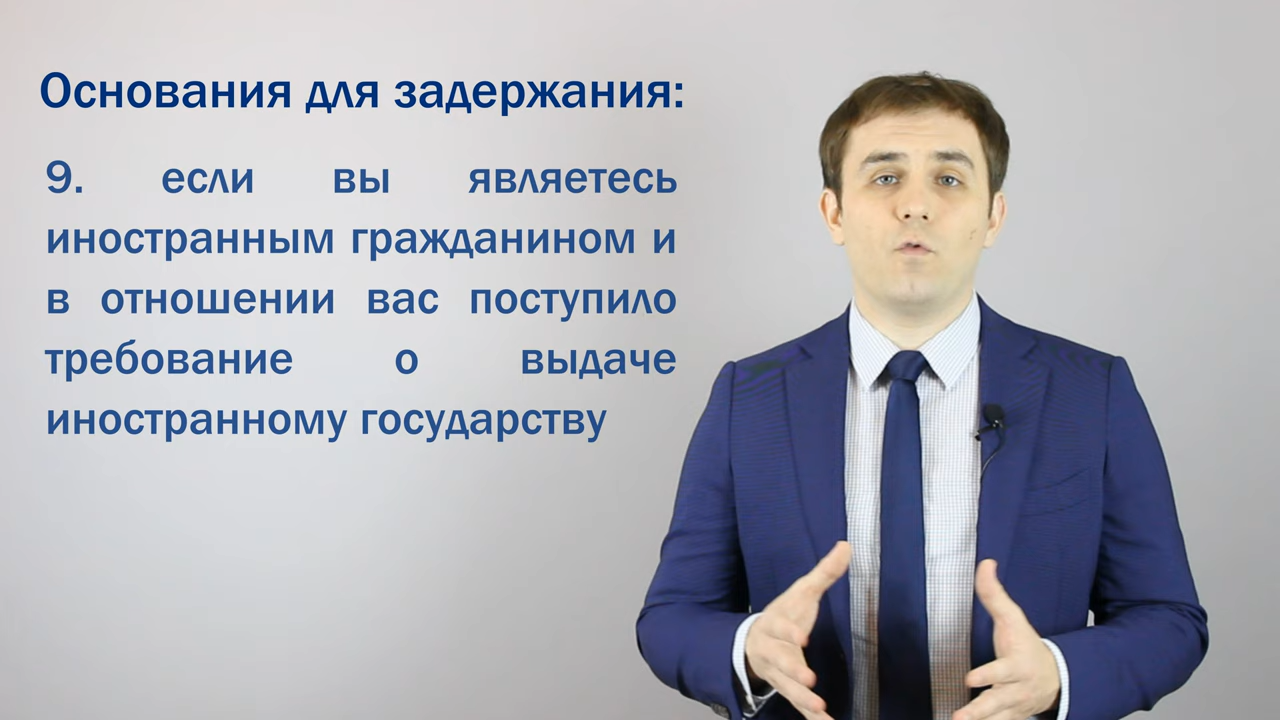 Основания для задержания:
9. если вы являетесь
иностранным гражданином и
в отношении вас поступило
требование о выдаче
иностранному государству